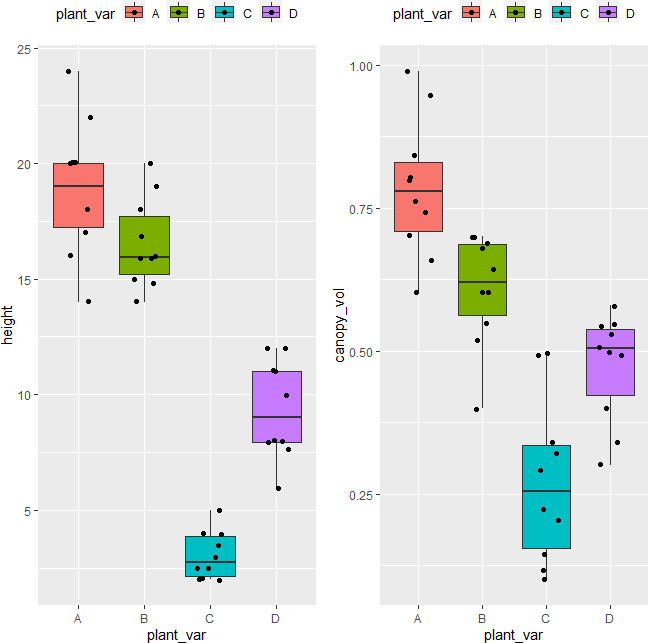 plant_var A B C D
25
20
15
10
5
height
A B C D
plant_var
plant_var A B C D
1.00
0.75
0.50
0.25
canopy_vol
A B C D
plant_var